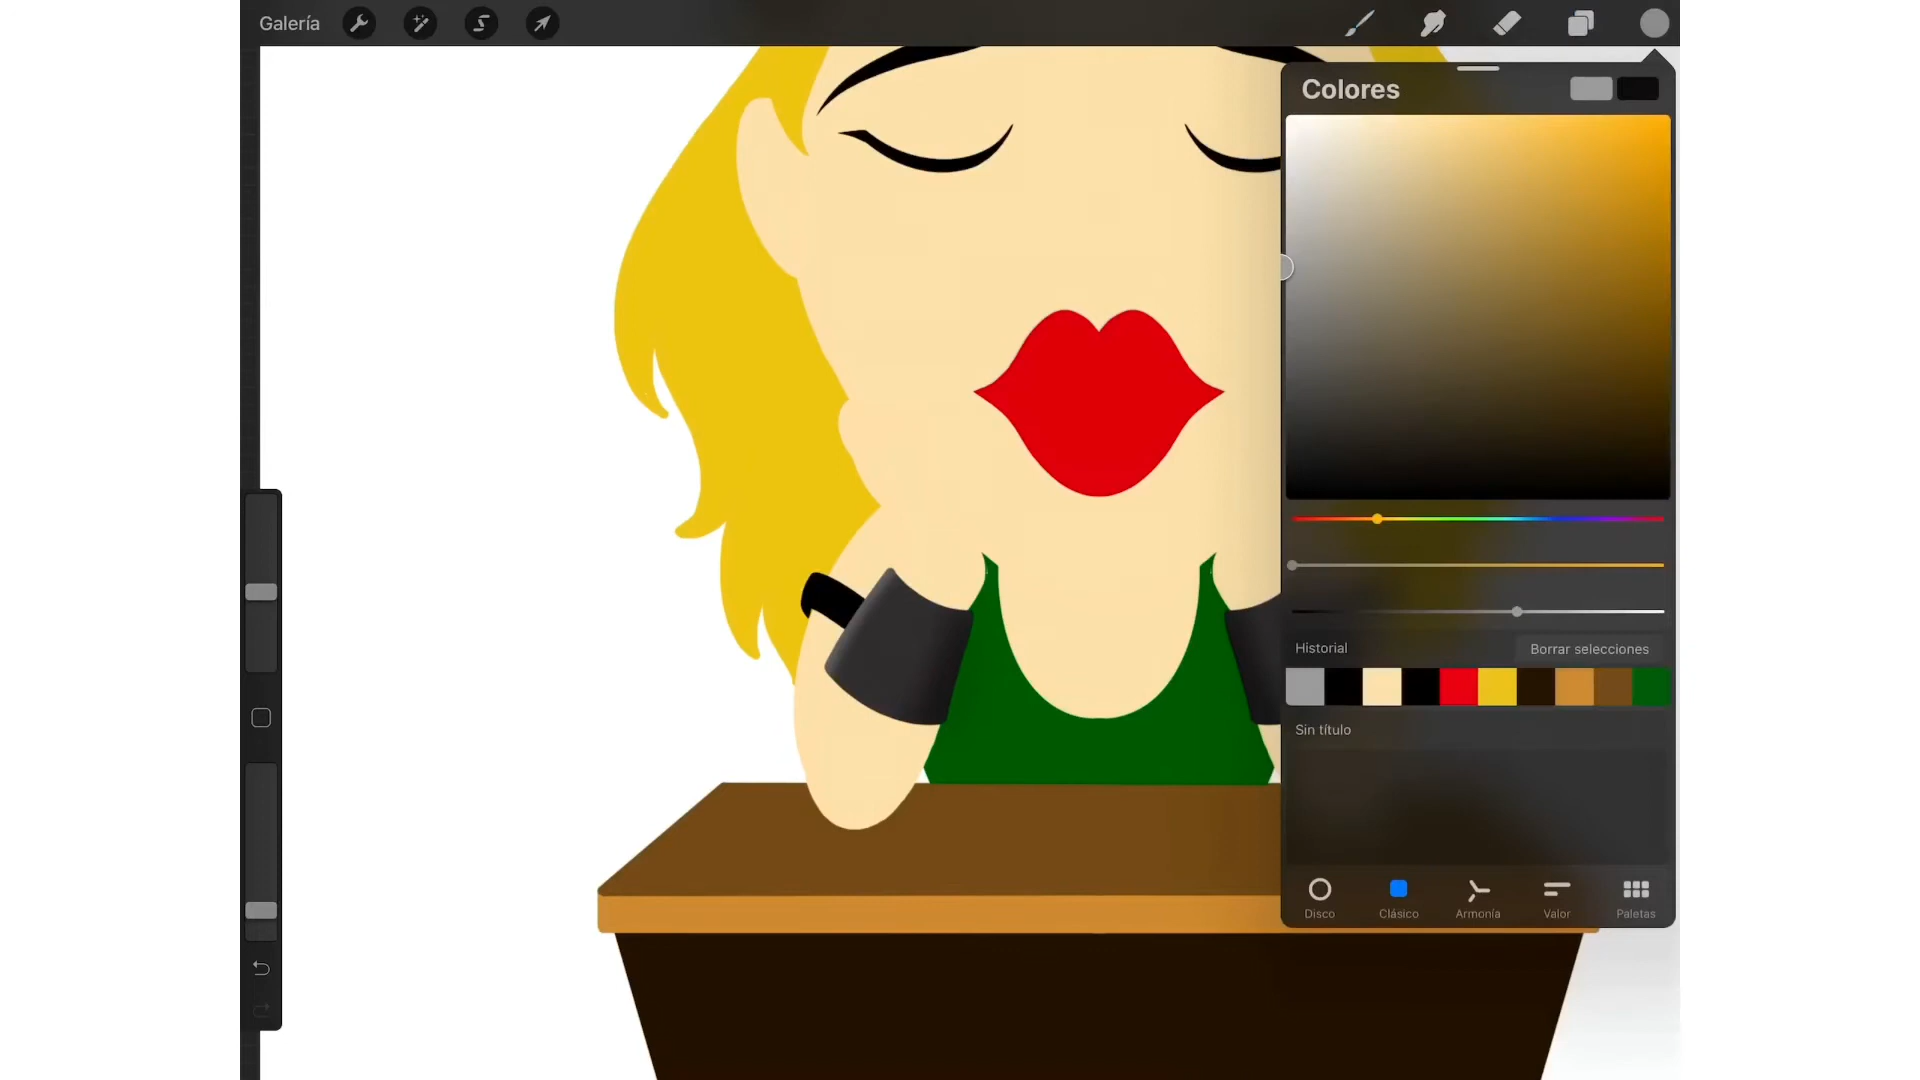 Galería
Colores
Historial
Borrar selecciones
Sin título
Disco
Clásico
Armonía
Valor
Paletas